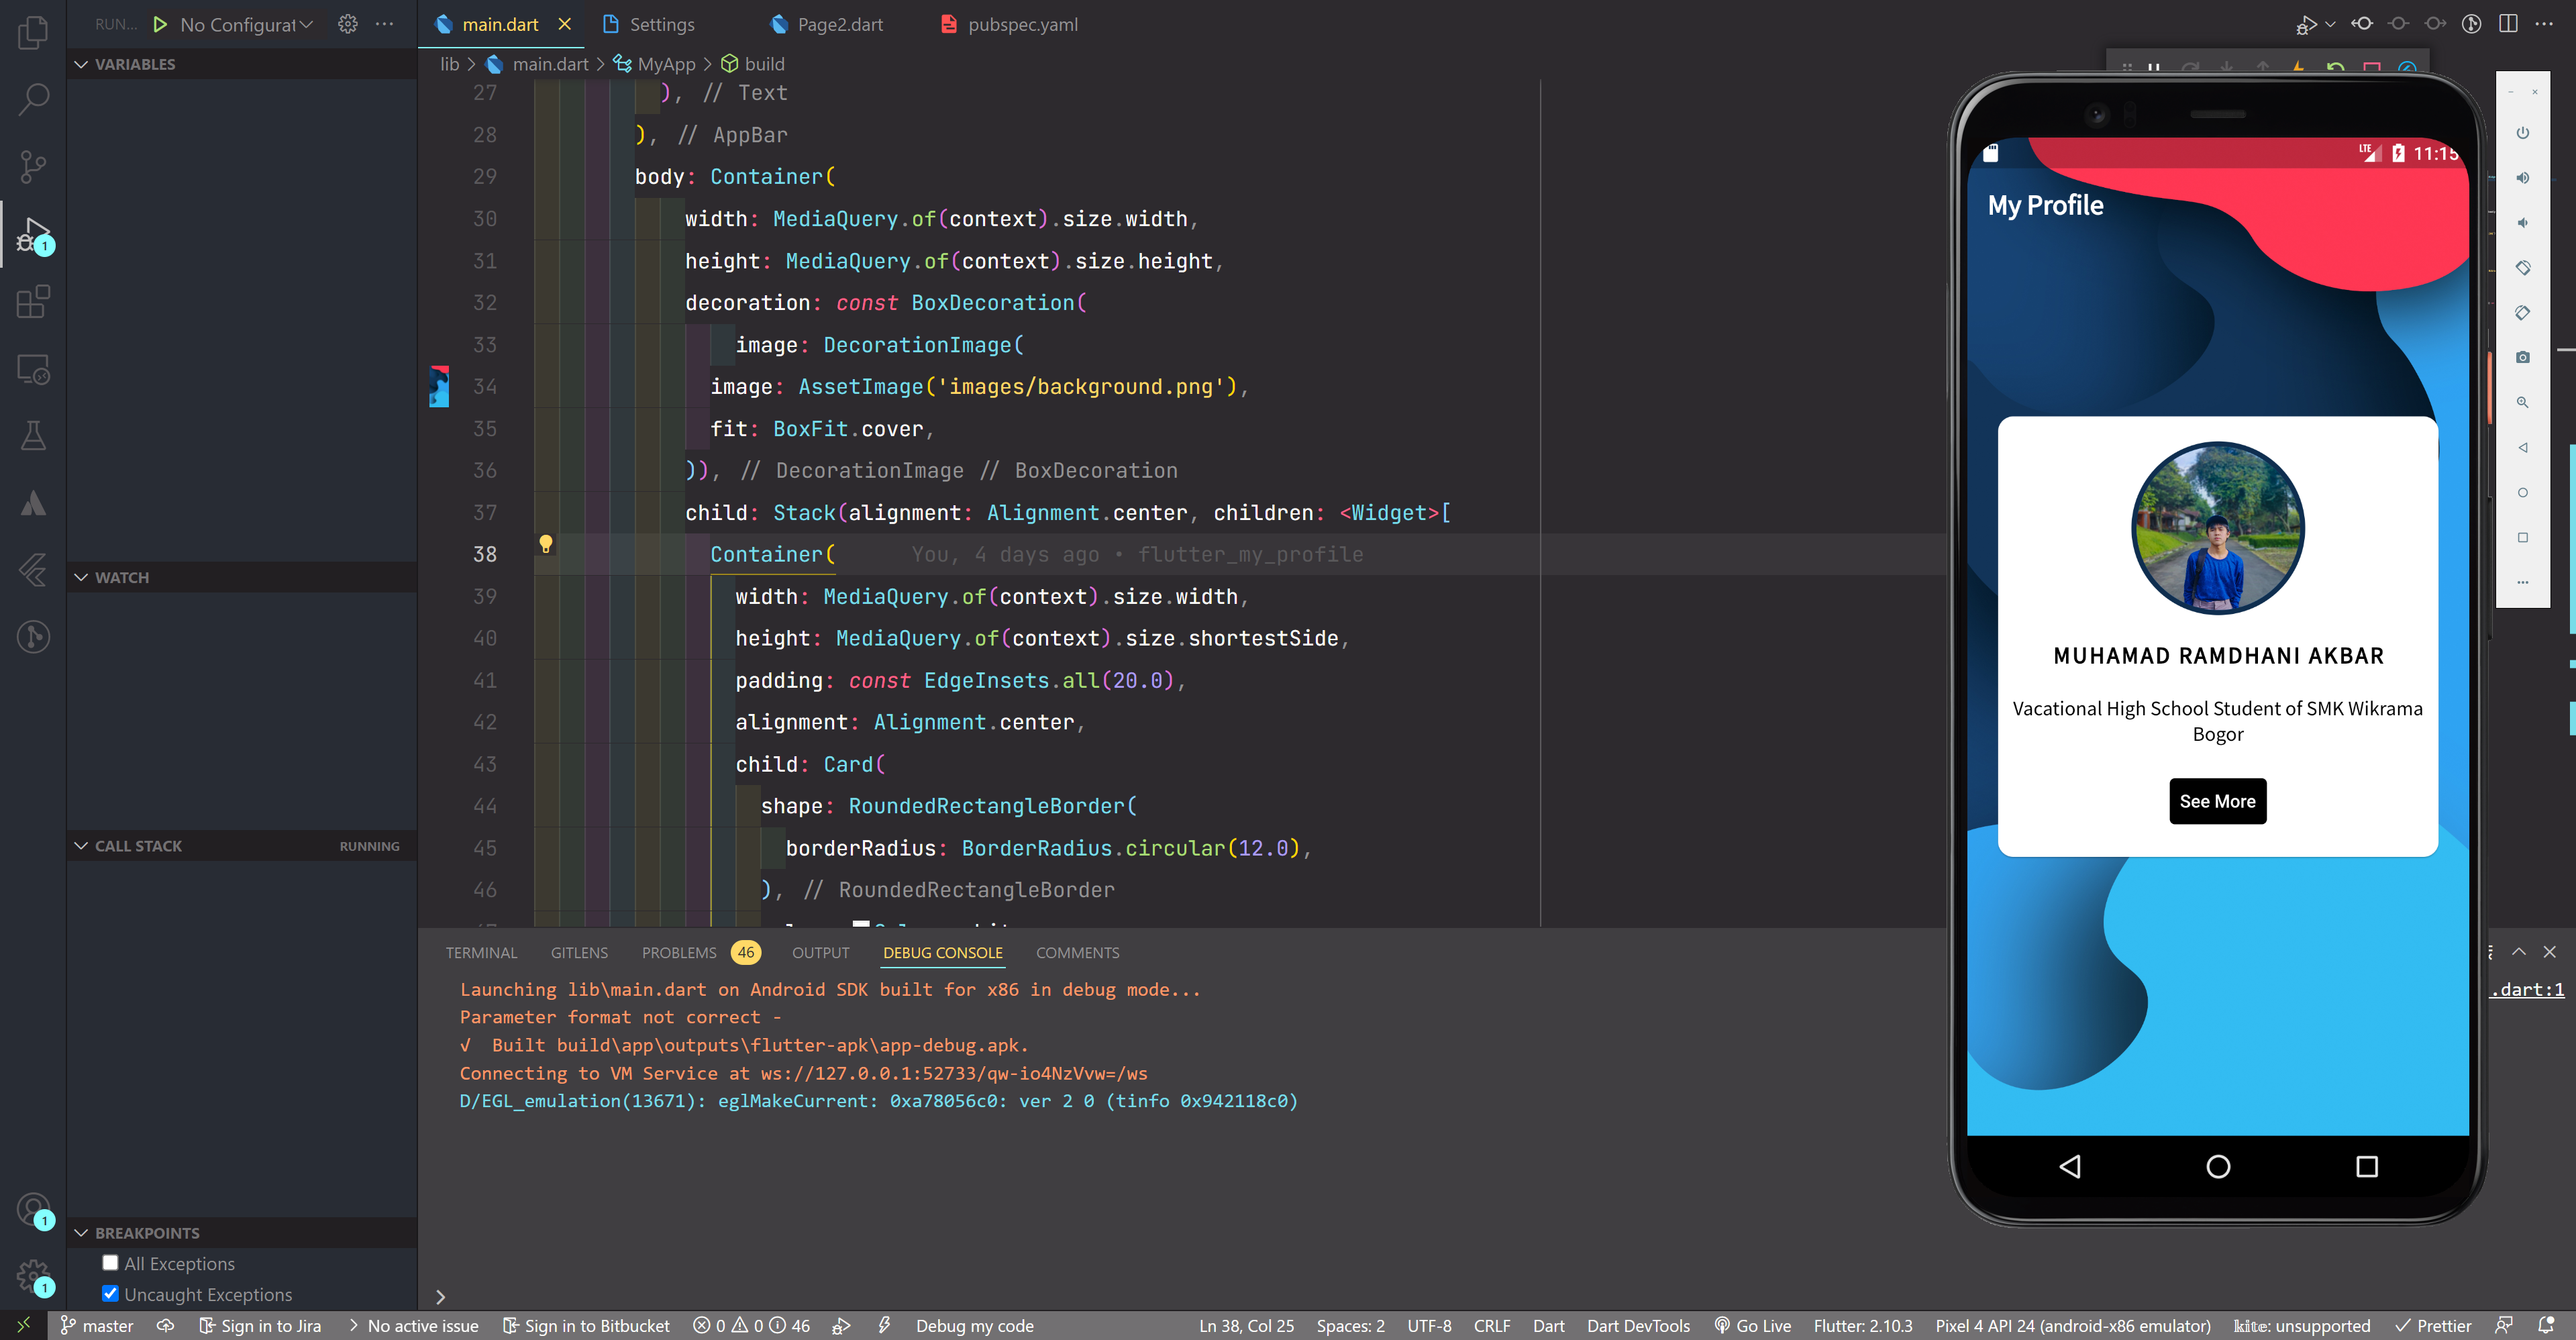 RUN... No Configurat
main.dart Settings Page2.dart pubspec.yaml
VARIABLES
lib main.dart MyApp build
27 ), // Text
28 ), // AppBar
29 body: Container(
30 width: MediaQuery.of(context).size.width,
31 height: MediaQuery.of(context).size.height,
32 decoration: const BoxDecoration(
33 image: DecorationImage(
34 image: AssetImage('images/background.png'),
35 fit: BoxFit.cover,
36 )), // DecorationImage // BoxDecoration
37 child: Stack(alignment: Alignment.center, children: <Widget>[
38 Container( You, 4 days ago • flutter_my_profile
39 width: MediaQuery.of(context).size.width,
40 height: MediaQuery.of(context).size.shortestSide,
41 padding: const EdgeInsets.all(20.0),
42 alignment: Alignment.center,
43 child: Card(
44 shape: RoundedRectangleBorder(
45 borderRadius: BorderRadius.circular(12.0),
46 ), // RoundedRectangleBorder
WATCH
CALL STACK RUNNING
BREAKPOINTS
All Exceptions
Uncaught Exceptions
1
1
1
LTE 11:15
My Profile
MUHAMAD RAMDHANI AKBAR
Vacational High School Student of SMK Wikrama
Bogor
See More
TERMINAL GITLENS PROBLEMS 46 OUTPUT DEBUG CONSOLE COMMENTS
Launching lib\main.dart on Android SDK built for x86 in debug mode...
.dart:1
Parameter format not correct -
√ Built build\app\outputs\flutter-apk\app-debug.apk.
Connecting to VM Service at ws://127.0.0.1:52733/qw-io4NzVvw=/ws
D/EGL_emulation(13671): eglMakeCurrent: 0xa78056c0: ver 2 0 (tinfo 0x942118c0)
master Sign in to Jira No active issue Sign in to Bitbucket 0 0 46 Debug my code Ln 38, Col 25 Spaces: 2 UTF-8 CRLF Dart Dart DevTools Go Live Flutter: 2.10.3 Pixel 4 API 24 (android-x86 emulator) kite: unsupported Prettier